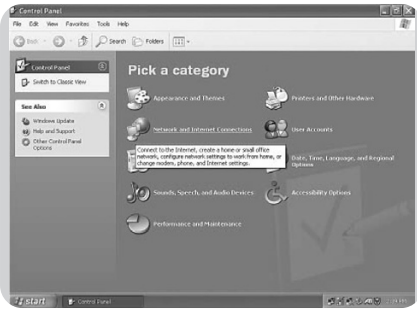 Control Panel
File Edit View Favorites Tools Help
Back Search Folders
Control Panel
Switch to Classic View
See Also
Windows Update
Help and Support
Other Control Panel
Options
Pick a category
Appearance and Themes
Printers and Other Hardware
Network and Internet Connections
User Accounts
Connect to the Internet, create a home or small office
network, configure network settings to work from home, or
change modem, phone, and Internet settings.
Date, Time, Language, and Regional
Options
Sounds, Speech, and Audio Devices
Accessibility Options
Performance and Maintenance
start Control Panel